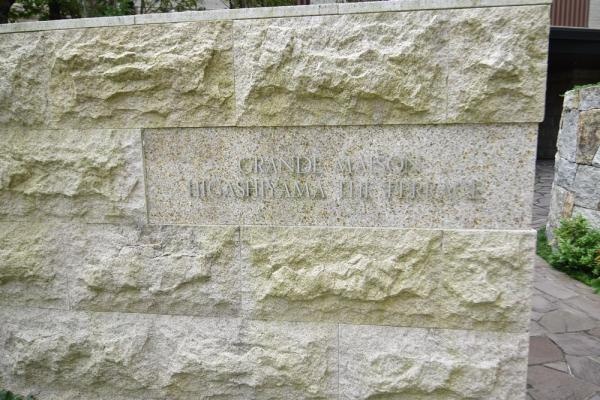 GRANDE MAISON
HIGASHIYAMA THE TERRACE